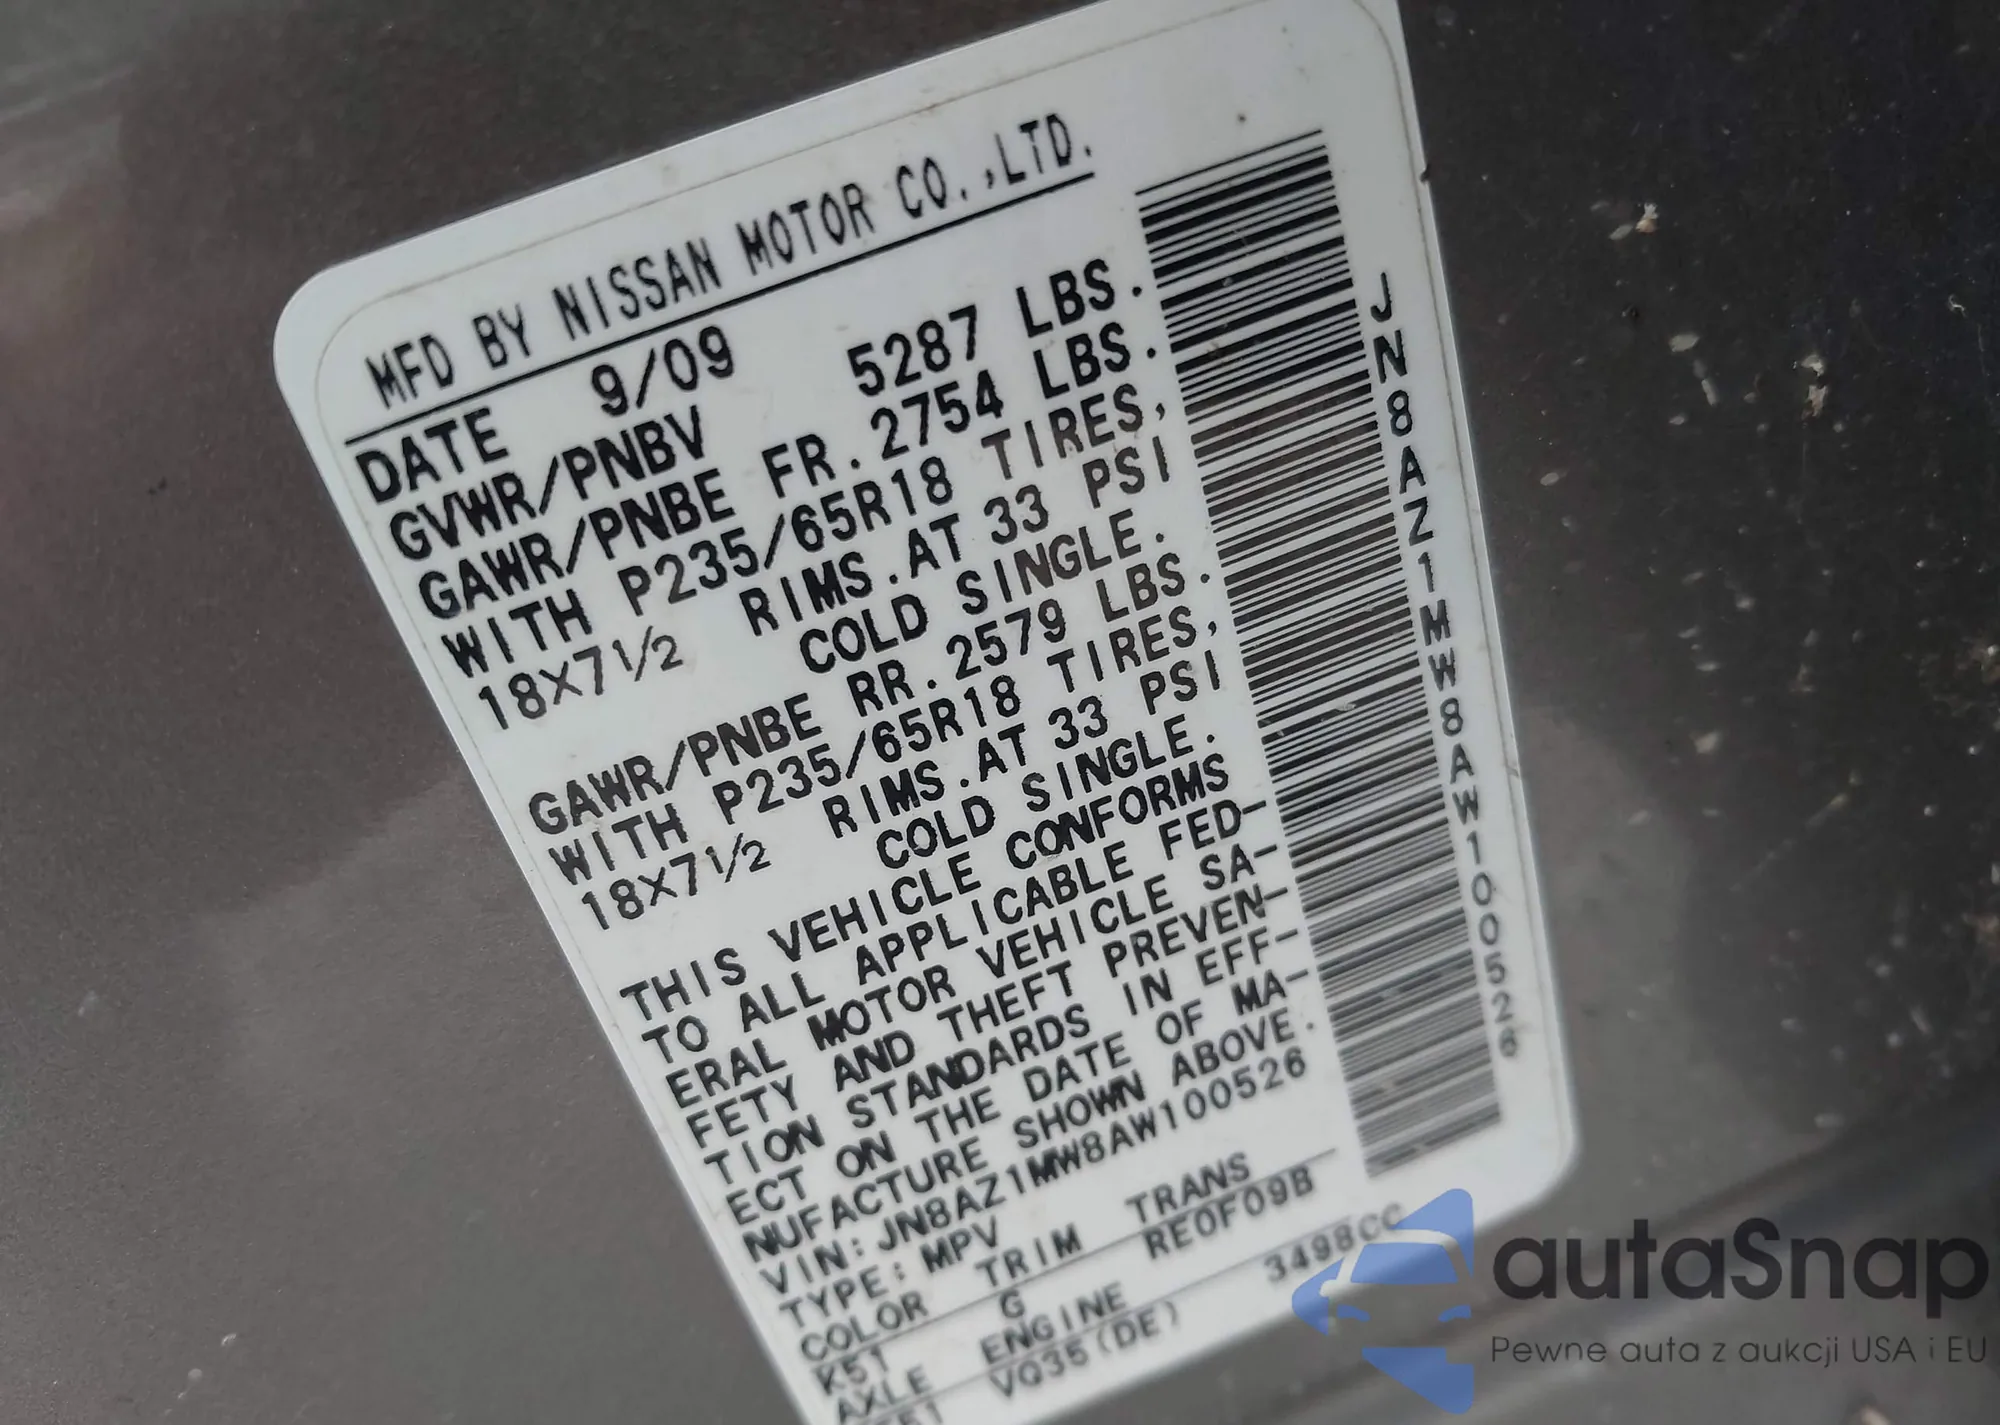 MFD BY NISSAN MOTOR CO.,LTD.
DATE 9/09
GVWR/PNBV 5287 LBS.
GAWR/PNBE FR. 2754 LBS.
WITH P235/65R18 TIRES,
18X7 1/2 RIMS. AT 33 PSI
COLD SINGLE.
GAWR/PNBE RR. 2579 LBS.
WITH P235/65R18 TIRES,
18X7 1/2 RIMS. AT 33 PSI
COLD SINGLE.
THIS VEHICLE CONFORMS
TO ALL APPLICABLE FED-
ERAL MOTOR VEHICLE SA-
FETY AND THEFT PREVEN-
TION STANDARDS IN EFF-
ECT ON THE DATE OF MA-
NUFACTURE SHOWN ABOVE.
VIN: JN8AZ1MW8AW100526
TYPE: MPV
COLOR TRIM TRANS
K51 G RE0F09B
AXLE ENGINE
VQ35(DE) 3498CC
JN8AZ1MW8AW100526
autaSnap
Pewne auta z aukcji USA i EU